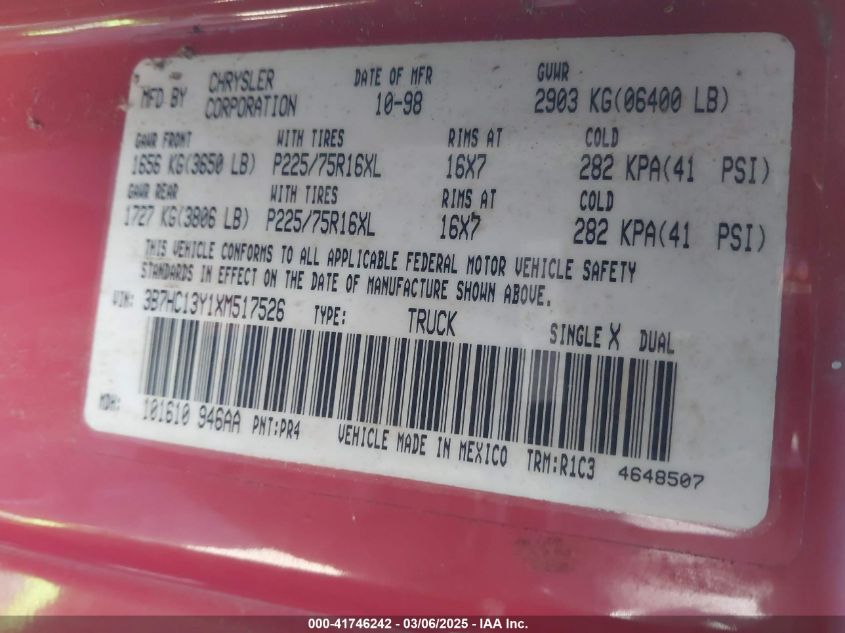 MFD BY CHRYSLER CORPORATION DATE OF MFR 10-98 GVWR 2903 KG(06400 LB)
GAWR FRONT WITH TIRES RIMS AT COLD
1656 KG(3650 LB) P225/75R16XL 16X7 282 KPA(41 PSI)
GAWR REAR WITH TIRES RIMS AT COLD
1727 KG(3806 LB) P225/75R16XL 16X7 282 KPA(41 PSI)
THIS VEHICLE CONFORMS TO ALL APPLICABLE FEDERAL MOTOR VEHICLE SAFETY
STANDARDS IN EFFECT ON THE DATE OF MANUFACTURE SHOWN ABOVE.
VIN: 3B7HC13Y1XM517526 TYPE: TRUCK SINGLE X DUAL
MDH: 101610 946AA PNT:PR4 VEHICLE MADE IN MEXICO TRM:R1C3 4648507
000-41746242 - 03/06/2025 - IAA Inc.